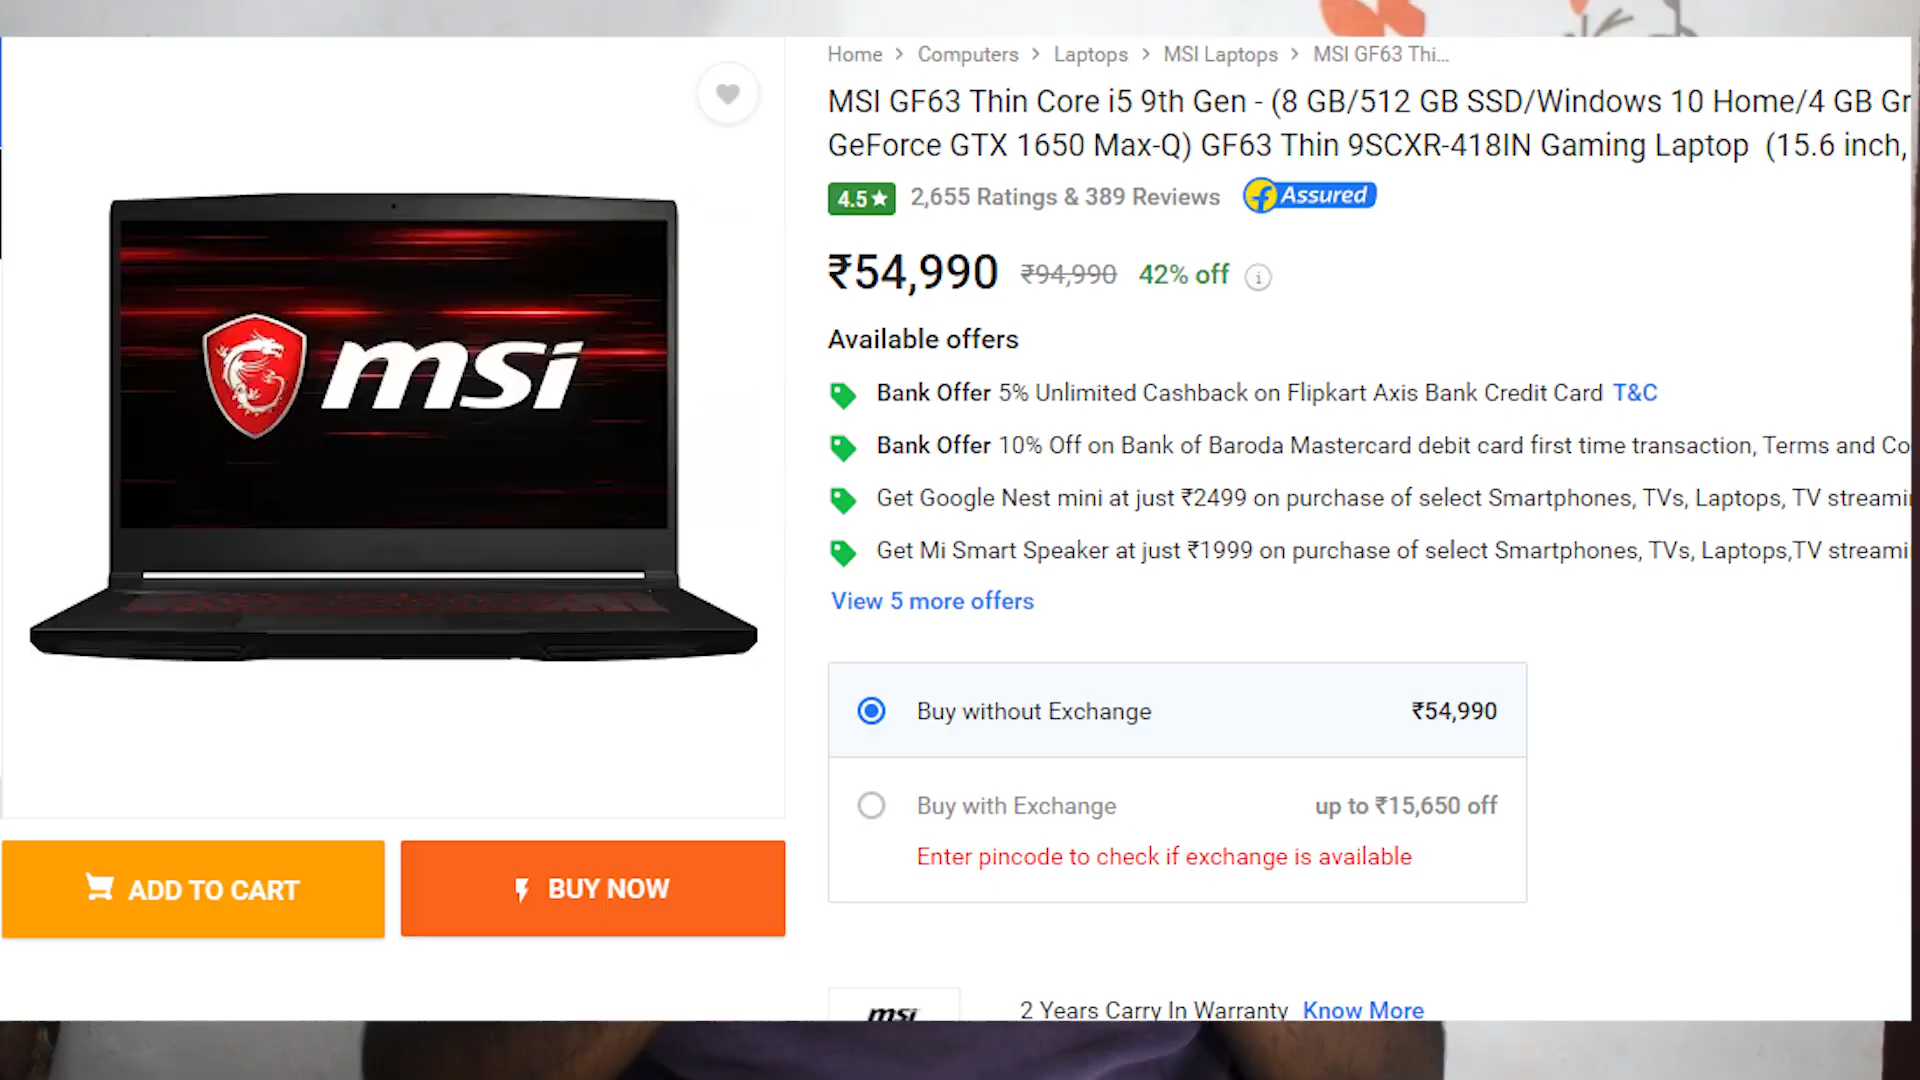 Home > Computers > Laptops > MSI Laptops > MSI GF63 Thi...
MSI GF63 Thin Core i5 9th Gen - (8 GB/512 GB SSD/Windows 10 Home/4 GB Gr
GeForce GTX 1650 Max-Q) GF63 Thin 9SCXR-418IN Gaming Laptop (15.6 inch,
4.5★ 2,655 Ratings & 389 Reviews Assured
₹54,990 ₹94,990 42% off
Available offers
Bank Offer 5% Unlimited Cashback on Flipkart Axis Bank Credit Card T&C
Bank Offer 10% Off on Bank of Baroda Mastercard debit card first time transaction, Terms and Co
Get Google Nest mini at just ₹2499 on purchase of select Smartphones, TVs, Laptops, TV streami
Get Mi Smart Speaker at just ₹1999 on purchase of select Smartphones, TVs, Laptops,TV streami
View 5 more offers
Buy without Exchange ₹54,990
Buy with Exchange up to ₹15,650 off
Enter pincode to check if exchange is available
msi
ADD TO CART
BUY NOW
msi
2 Years Carry In Warranty Know More